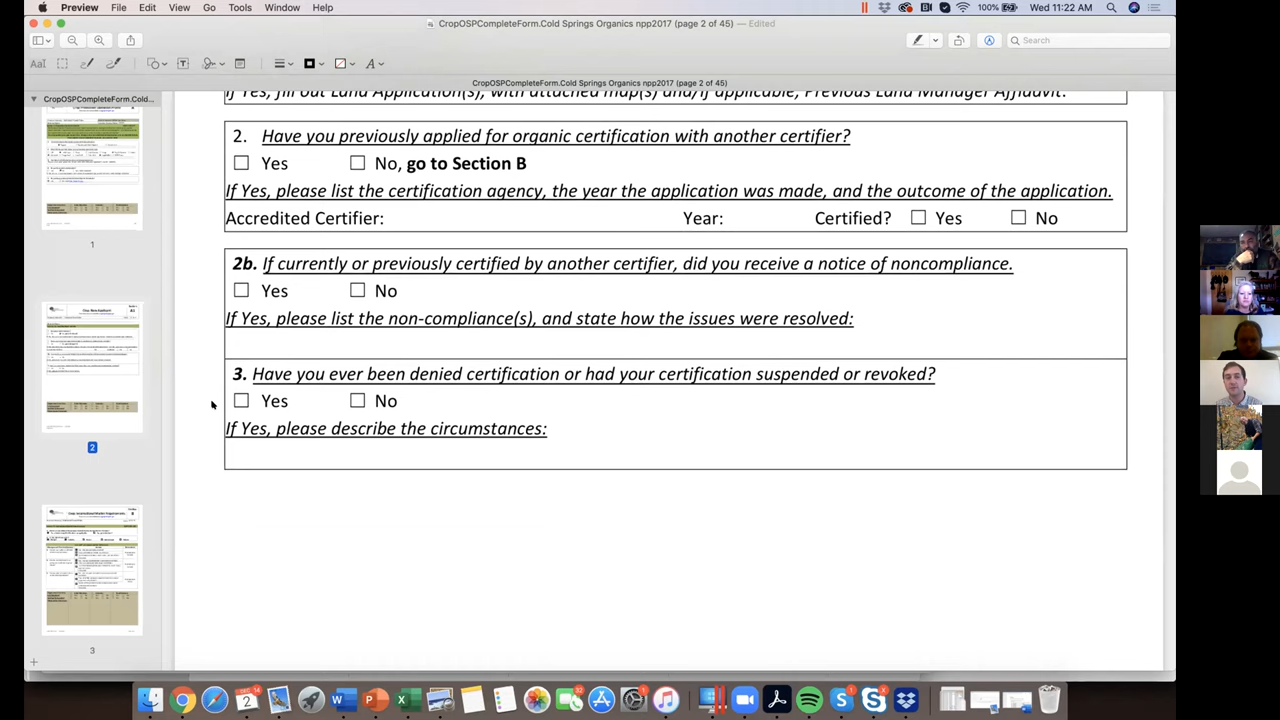 Preview File Edit View Go Tools Window Help
100% Wed 11:22 AM
CropOSPCompleteForm.Cold Springs Organics npp2017 (page 2 of 45) — Edited
Search
CropOSPCompleteForm.Cold Springs Organics npp2017 (page 2 of 45)
CropOSPCompleteForm.Cold...
If Yes, fill out Land Application(s), with attached map(s) and/if applicable, Previous Land Manager Affidavit.
2. Have you previously applied for organic certification with another certifier?
Yes No, go to Section B
If Yes, please list the certification agency, the year the application was made, and the outcome of the application.
Accredited Certifier: Year: Certified? Yes No
2b. If currently or previously certified by another certifier, did you receive a notice of noncompliance.
Yes No
If Yes, please list the non-compliance(s), and state how the issues were resolved:
3. Have you ever been denied certification or had your certification suspended or revoked?
Yes No
If Yes, please describe the circumstances:
1
2
3